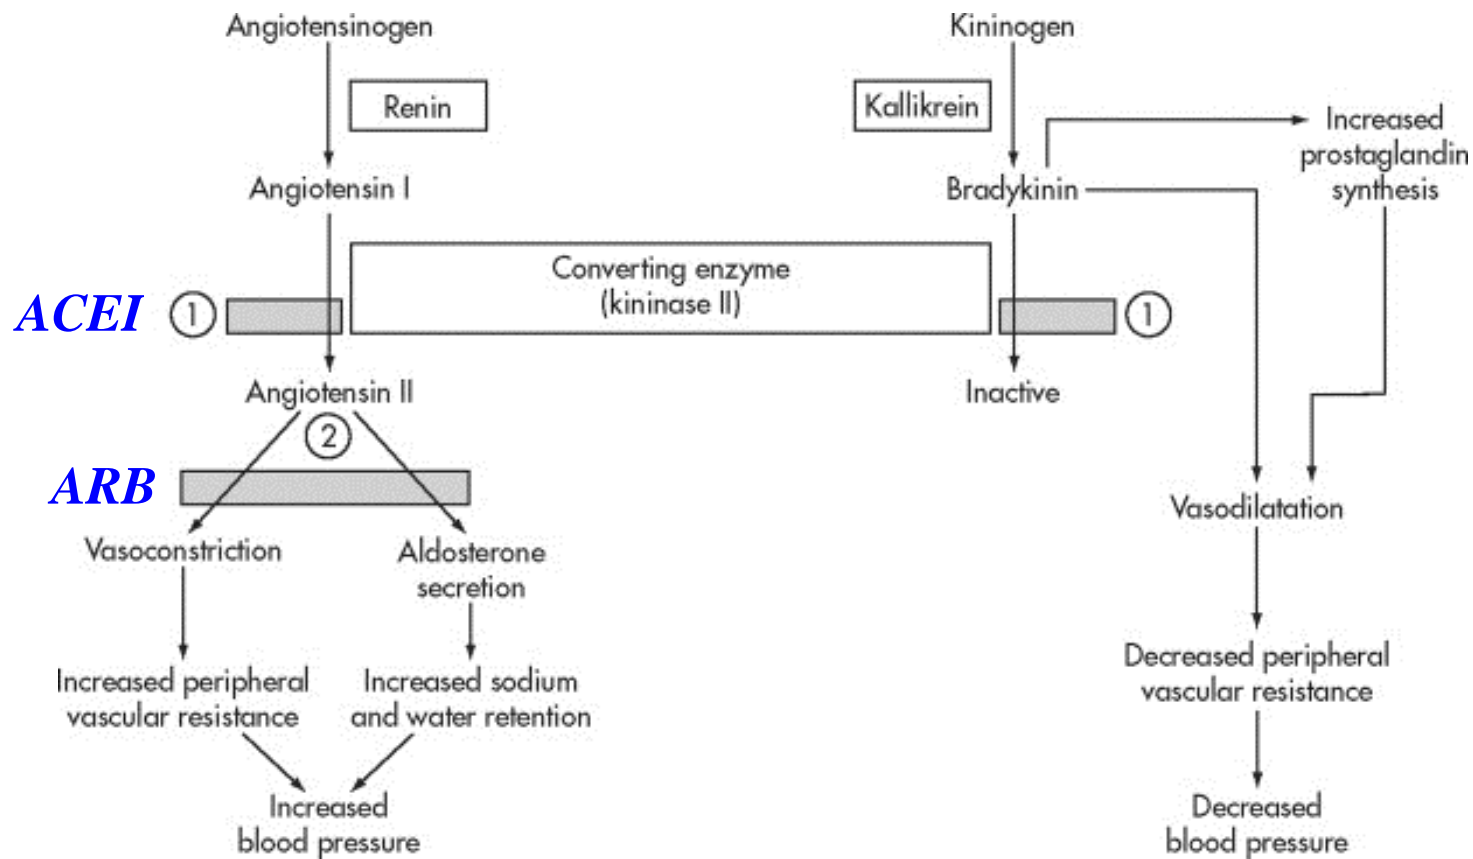 Angiotensinogen
Kininogen
Renin
Kallikrein
Increased
prostaglandin
synthesis
Angiotensin I
Bradykinin
Converting enzyme
(kininase II)
ACEI
1
1
Angiotensin II
Inactive
2
ARB
Vasodilatation
Vasoconstriction
Aldosterone
secretion
Increased peripheral
vascular resistance
Increased sodium
and water retention
Decreased peripheral
vascular resistance
Increased
blood pressure
Decreased
blood pressure